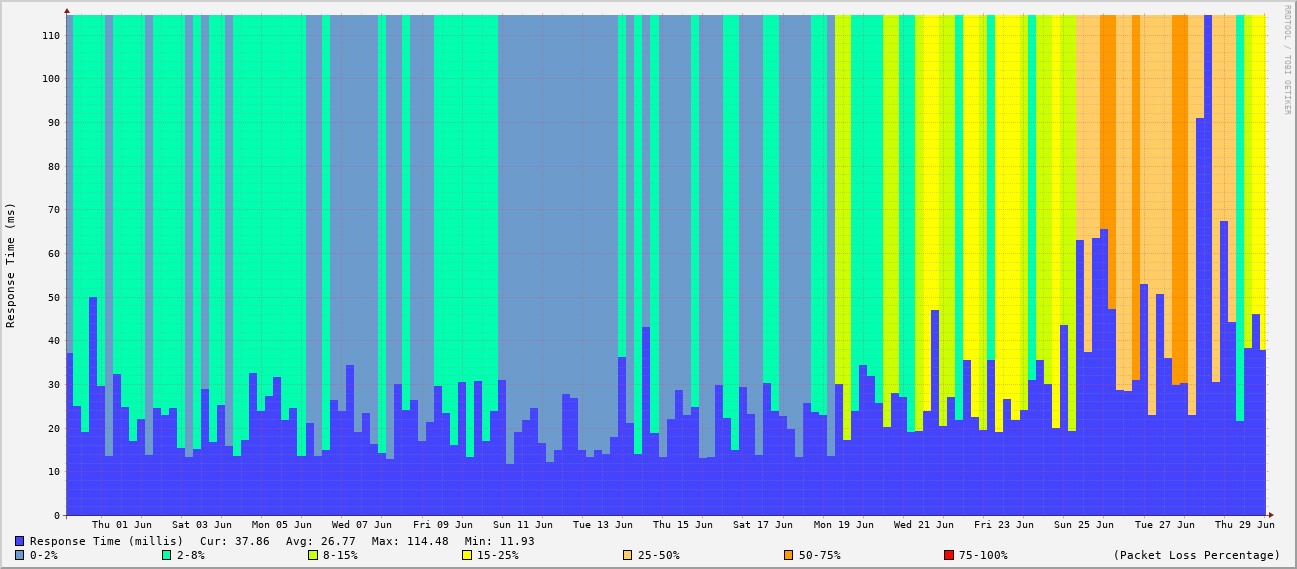 RRDTOOL / TOBI OETIKER
Response Time (ms)
110
100
90
80
70
60
50
40
30
20
10
0
Thu 01 Jun Sat 03 Jun Mon 05 Jun Wed 07 Jun Fri 09 Jun Sun 11 Jun Tue 13 Jun Thu 15 Jun Sat 17 Jun Mon 19 Jun Wed 21 Jun Fri 23 Jun Sun 25 Jun Tue 27 Jun Thu 29 Jun
Response Time (millis) Cur: 37.86 Avg: 26.77 Max: 114.48 Min: 11.93
0-2% 2-8% 8-15% 15-25% 25-50% 50-75% 75-100% (Packet Loss Percentage)